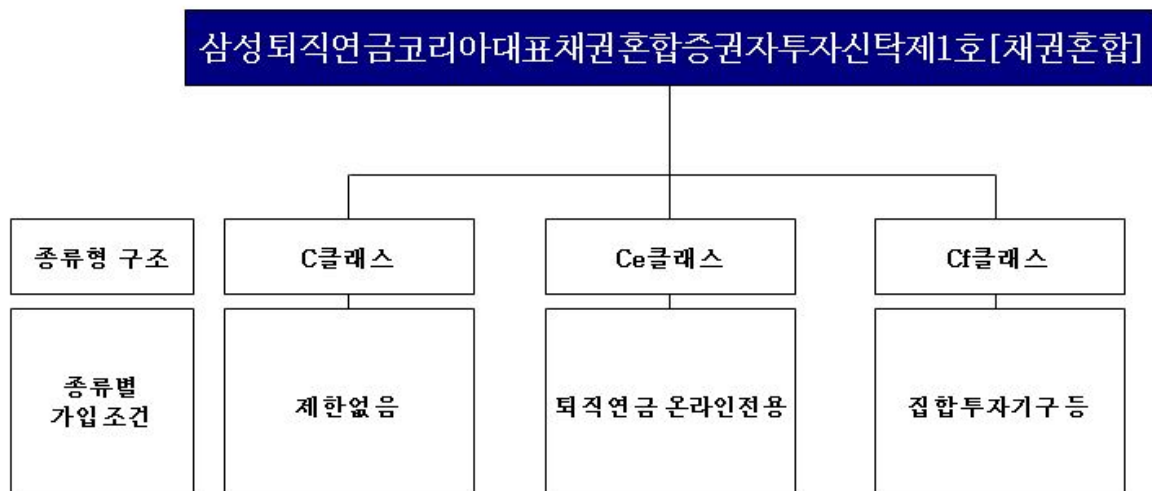 삼성퇴직연금코리아대표채권혼합증권자투자신탁제1호[채권혼합]
종류형 구조
C클래스
Ce클래스
Cf클래스
종류별
가입조건
제한없음
퇴직연금 온라인전용
집합투자기구 등